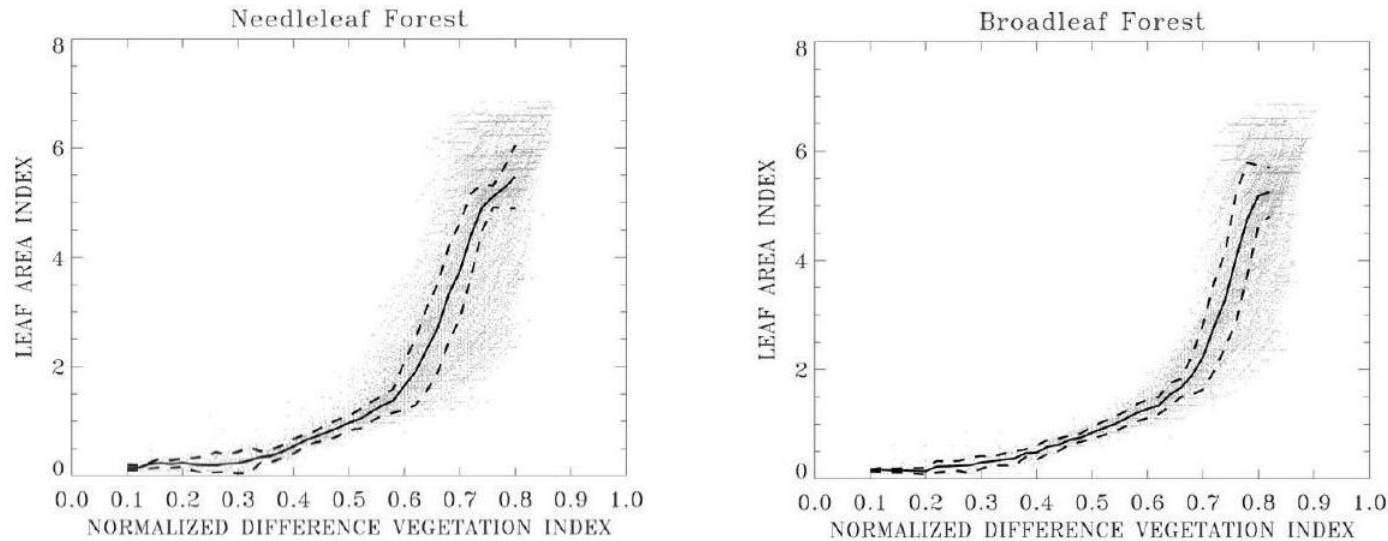 Needleleaf Forest
8
6
4
2
0
LEAF AREA INDEX
0.0 0.1 0.2 0.3 0.4 0.5 0.6 0.7 0.8 0.9 1.0
NORMALIZED DIFFERENCE VEGETATION INDEX
Broadleaf Forest
8
6
4
2
0
LEAF AREA INDEX
0.0 0.1 0.2 0.3 0.4 0.5 0.6 0.7 0.8 0.9 1.0
NORMALIZED DIFFERENCE VEGETATION INDEX